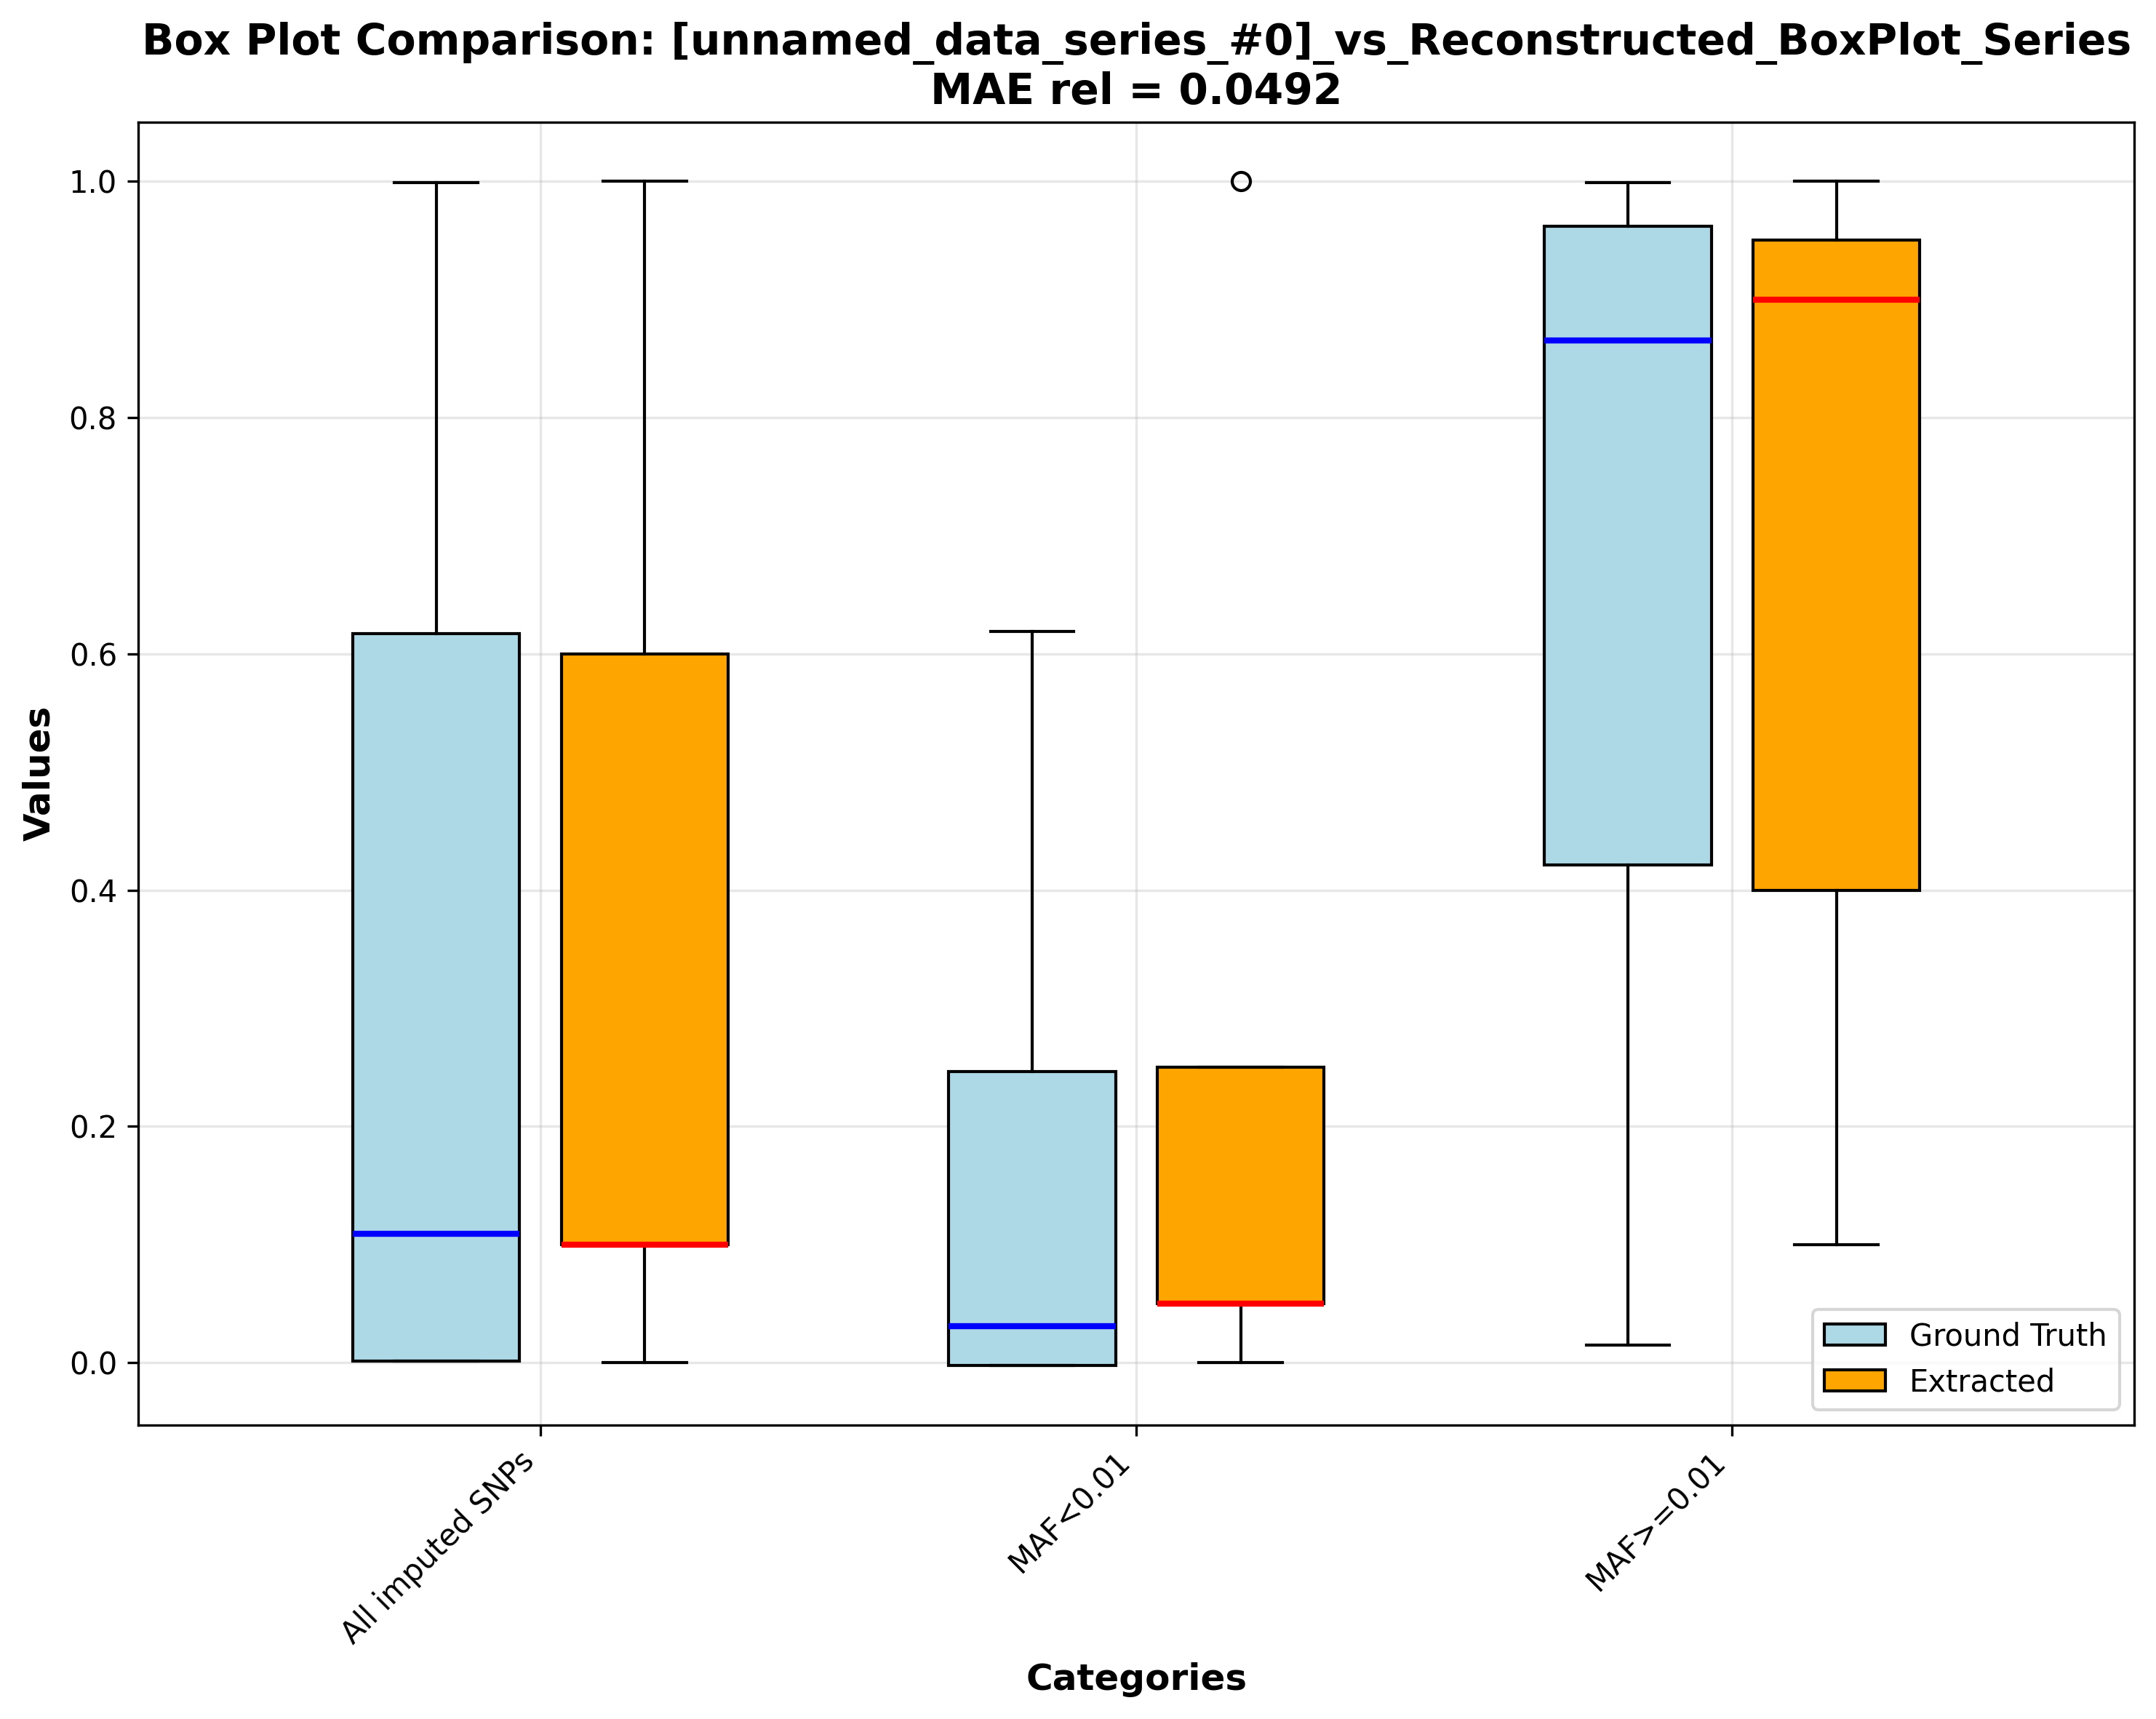 Box Plot Comparison: [unnamed_data_series_#0]_vs_Reconstructed_BoxPlot_Series
MAE rel = 0.0492
1.0
0.8
0.6
0.4
0.2
0.0
Values
Ground Truth
Extracted
All imputed SNPs
MAF<0.01
MAF>=0.01
Categories